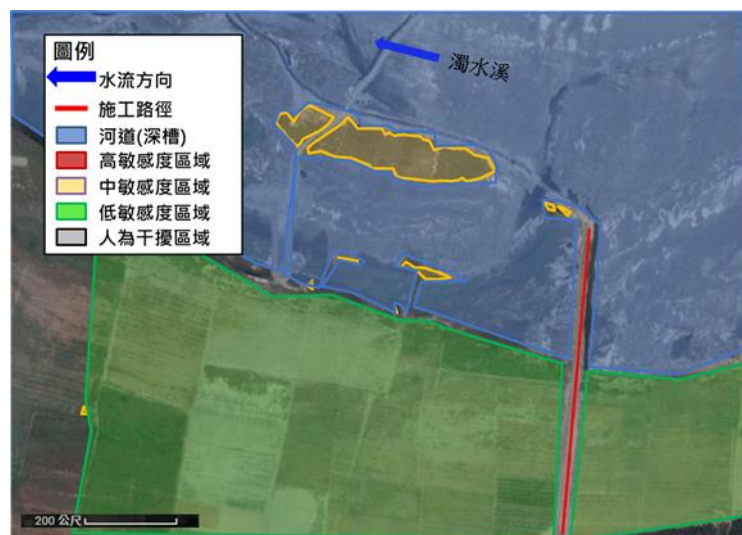 圖例
水流方向
施工路徑
河道(深槽)
高敏感度區域
中敏感度區域
低敏感度區域
人為干擾區域
濁水溪
200 公尺